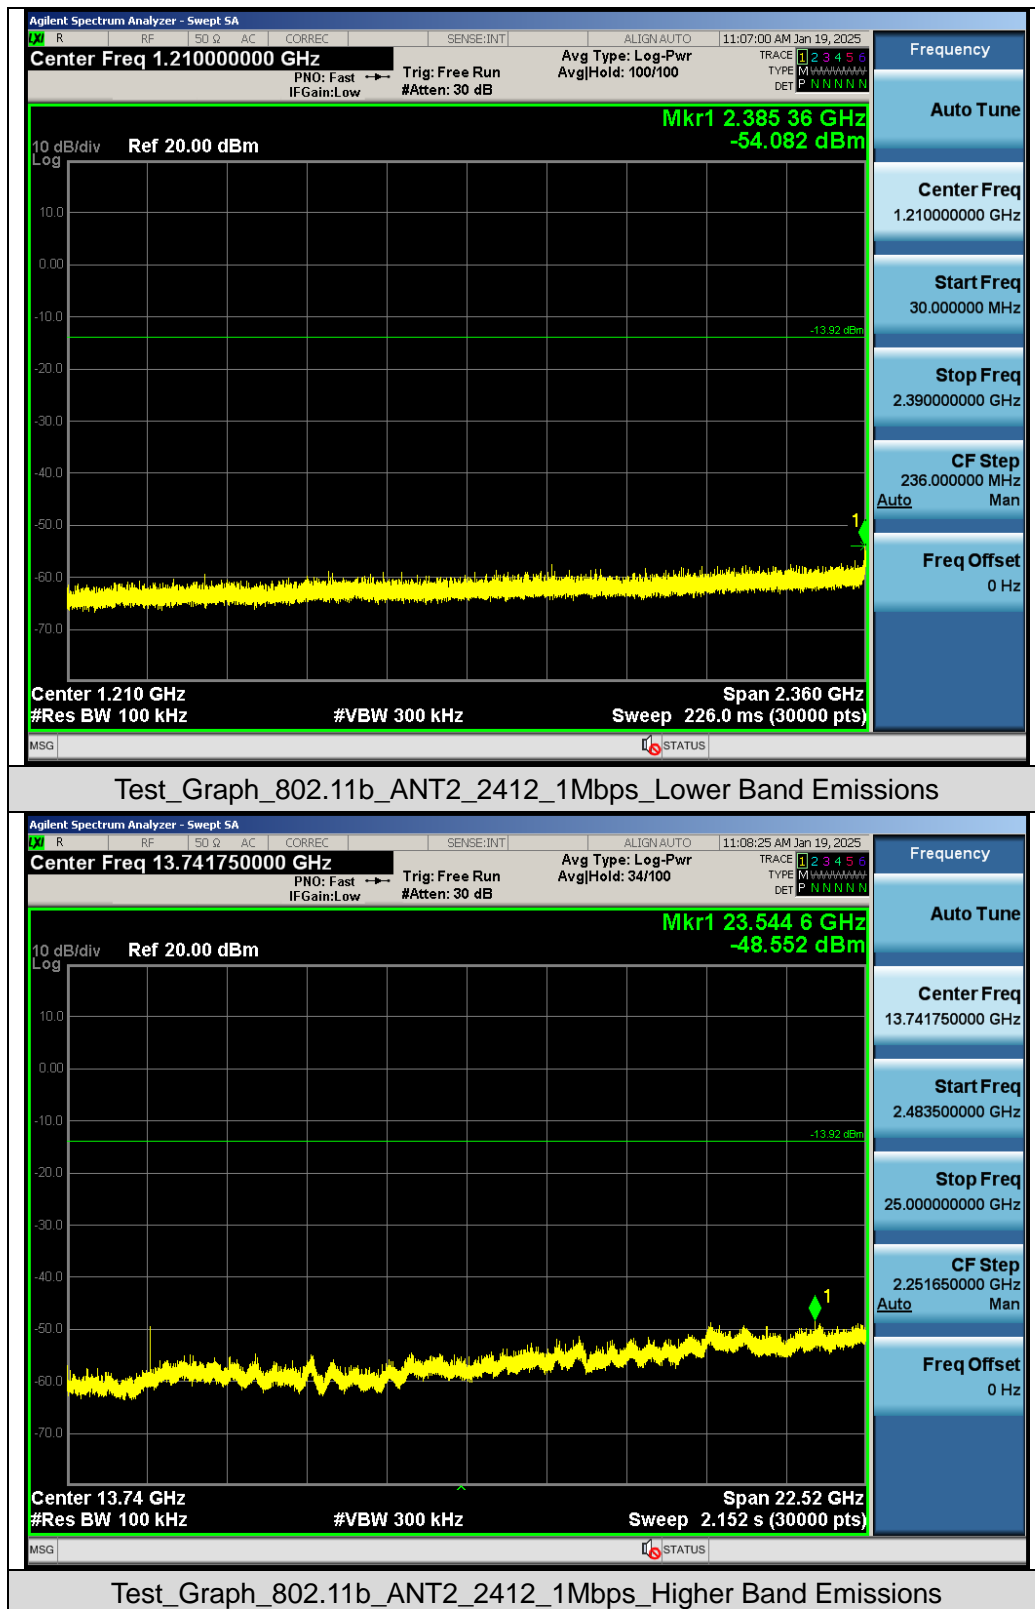 Agilent Spectrum Analyzer - Swept SA
LXI R RF 50 Ω AC CORREC SENSE:INT ALIGN AUTO 11:07:00 AM Jan 19, 2025
Center Freq 1.210000000 GHz
PNO: Fast
IFGain:Low
Trig: Free Run
#Atten: 30 dB
Avg Type: Log-Pwr
Avg|Hold: 100/100
TRACE 1 2 3 4 5 6
TYPE M WWWWW
DET P N N N N N
Frequency
Auto Tune
Center Freq
1.210000000 GHz
Start Freq
30.000000 MHz
Stop Freq
2.390000000 GHz
CF Step
236.000000 MHz
Auto Man
Freq Offset
0 Hz
Mkr1 2.385 36 GHz
-54.082 dBm
10 dB/div Ref 20.00 dBm
Log
10.0
0.00
-10.0
-13.92 dBm
-20.0
-30.0
-40.0
-50.0
1
-60.0
-70.0
Center 1.210 GHz Span 2.360 GHz
#Res BW 100 kHz #VBW 300 kHz Sweep 226.0 ms (30000 pts)
MSG STATUS
Test_Graph_802.11b_ANT2_2412_1Mbps_Lower Band Emissions
Agilent Spectrum Analyzer - Swept SA
LXI R RF 50 Ω AC CORREC SENSE:INT ALIGN AUTO 11:08:25 AM Jan 19, 2025
Center Freq 13.741750000 GHz
PNO: Fast
IFGain:Low
Trig: Free Run
#Atten: 30 dB
Avg Type: Log-Pwr
Avg|Hold: 34/100
TRACE 1 2 3 4 5 6
TYPE M WWWWW
DET P N N N N N
Frequency
Auto Tune
Center Freq
13.741750000 GHz
Start Freq
2.483500000 GHz
Stop Freq
25.000000000 GHz
CF Step
2.251650000 GHz
Auto Man
Freq Offset
0 Hz
Mkr1 23.544 6 GHz
-48.552 dBm
10 dB/div Ref 20.00 dBm
Log
10.0
0.00
-10.0
-13.92 dBm
-20.0
-30.0
-40.0
1
-50.0
-60.0
-70.0
Center 13.74 GHz Span 22.52 GHz
#Res BW 100 kHz #VBW 300 kHz Sweep 2.152 s (30000 pts)
MSG STATUS
Test_Graph_802.11b_ANT2_2412_1Mbps_Higher Band Emissions